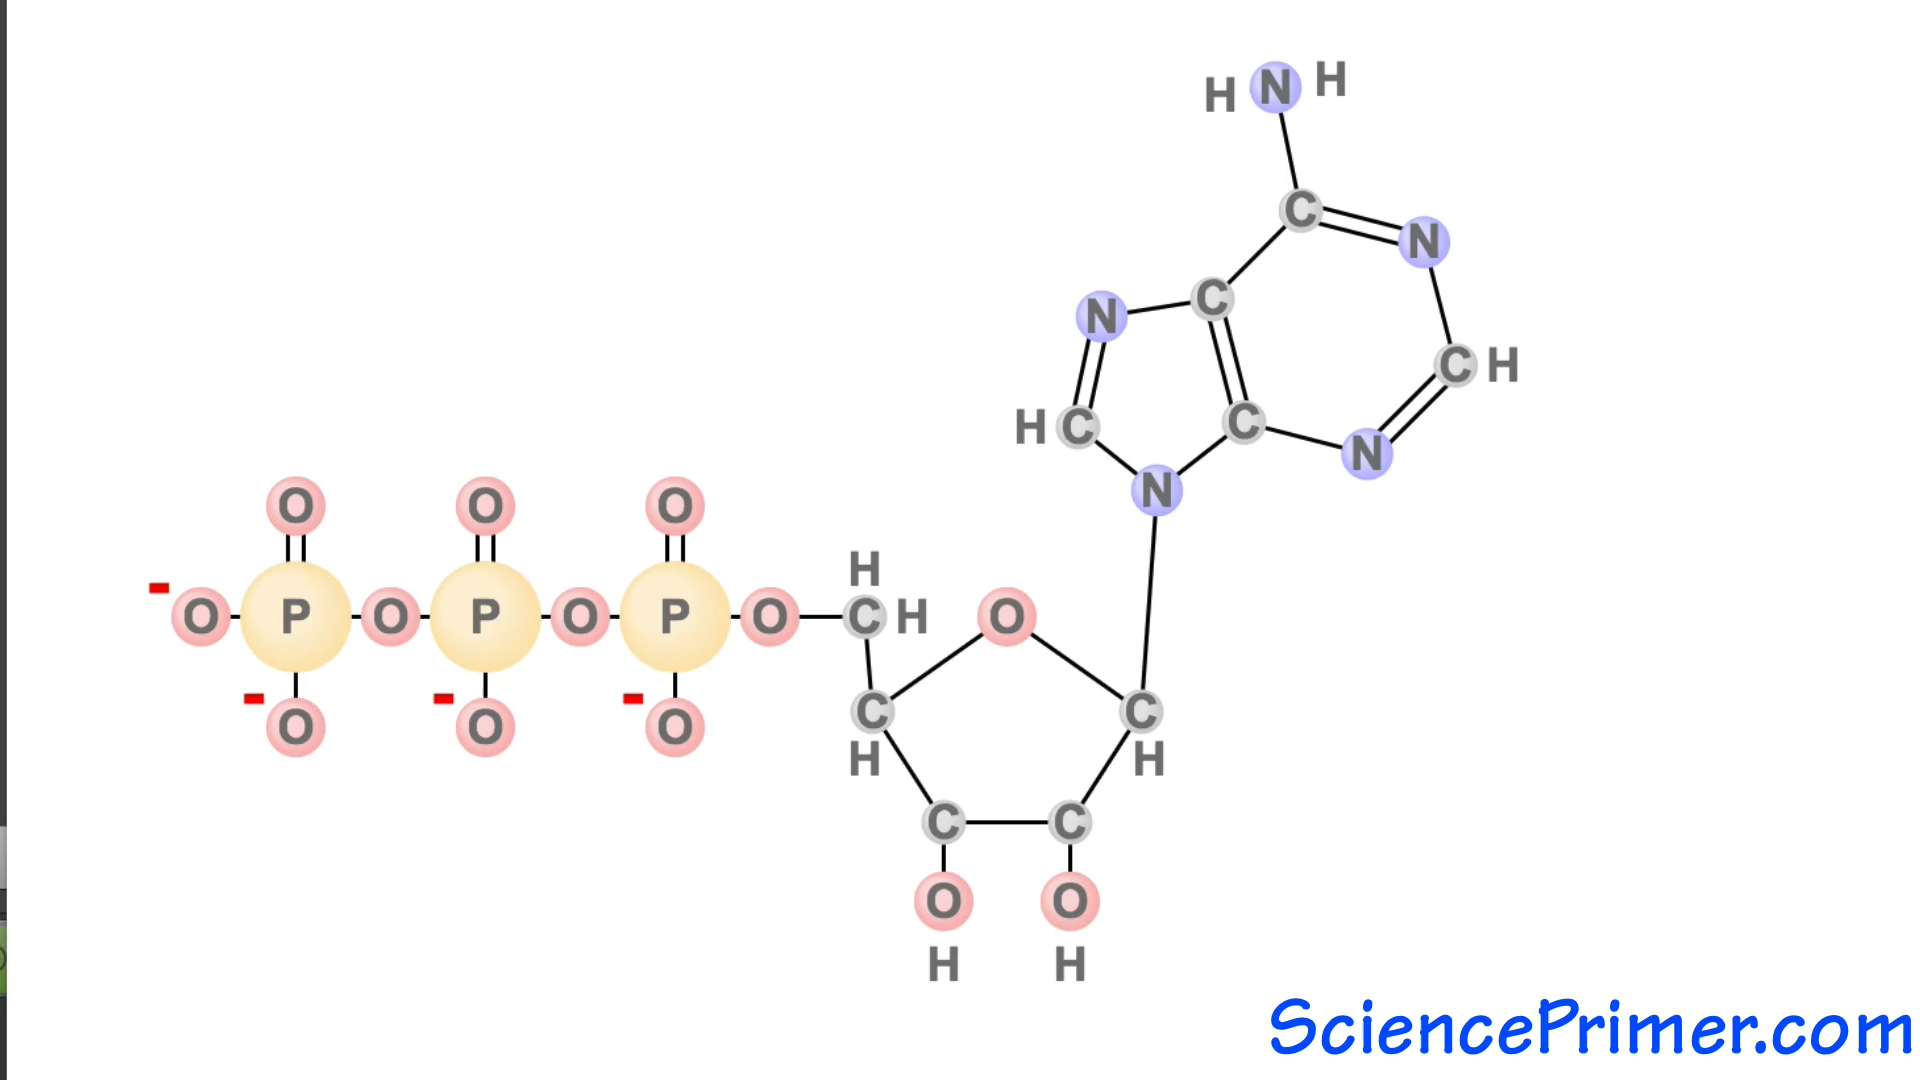 H N H
C N
N C
C H
H C C N
N
O O O
H
- O P O P O P O C H O
- O - O - O C C
H H
C C
O O
H H
SciencePrimer.com